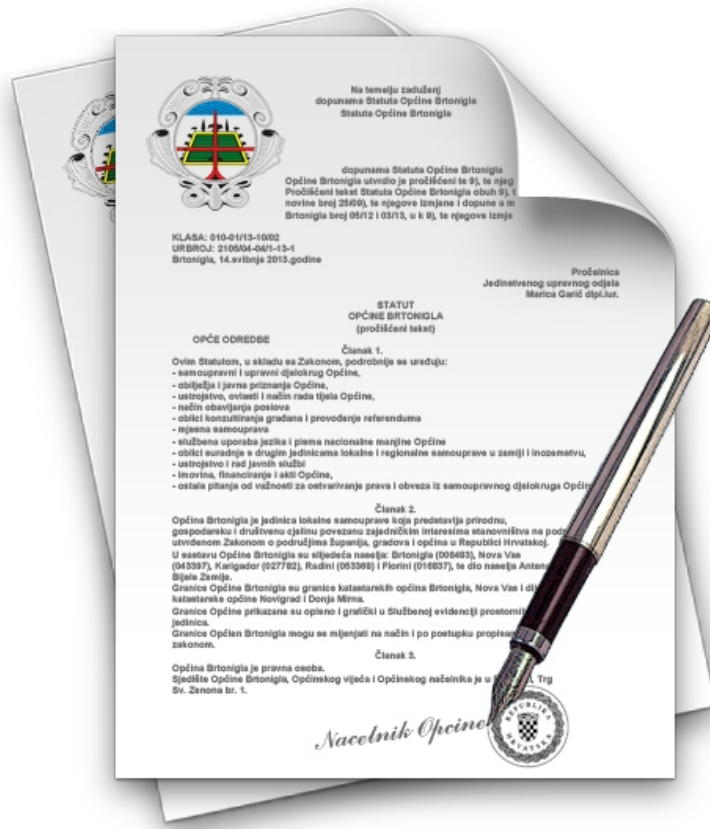 Na temelju zaduženj
dopunama Statuta Općine Brtonigla
Statuta Općine Brtonigla
dopunama Statuta Općine Brtonigla
Općine Brtonigla utvrdio je pročišćeni te 9), te njeg
Pročišćeni tekst Statuta Općine Brtonigla obuh 9), t
novine broj 25/09), te njegove izmjene i dopune a m
Brtonigla broj 05/12 i 03/13, u k 9), te njegove izmje
KLASA: 010-01/13-10/02
URBROJ: 2105/04-04/1-13-1
Brtonigla, 14.svibnja 2013.godine
Pročelnica
Jedinstvenog upravnog odjela
Marica Garić dipl.iur.
STATUT
OPĆINE BRTONIGLA
(pročišćeni tekst)
OPĆE ODREDBE
Članak 1.
Ovim Statutom, u skladu sa Zakonom, podrobnije se uređuju:
- samoupravni i upravni djelokrug Općine,
- obilježja i javna priznanja Općine,
- ustrojstvo, ovlasti i način rada tijela Općine,
- način obavljanja poslova
- oblici konzultiranja građana i provođenje referenduma
- mjesna samouprava
- službena uporaba jezika i pisma nacionalne manjine Općine
- oblici suradnje s drugim jedinicama lokalne i regionalne samouprave u zemlji i inozemstvu,
- ustrojstvo i rad javnih službi
- imovina, financiranje i akti Općine,
- ostala pitanja od važnosti za ostvarivanje prava i obveza iz samoupravnog djelokruga Općin
Članak 2.
Općina Brtonigla je jedinica lokalne samouprave koja predstavlja prirodnu,
gospodarsku i društvenu cjelinu povezanu zajedničkim interesima stanovništva na podr
utvrđenom Zakonom o područjima županija, gradova i općina u Republici Hrvatskoj.
U sastavu Općine Brtonigla su slijedeća naselja: Brtonigla (006483), Nova Vas
(043397), Karigador (027782), Radini (053368) i Fiorini (016837), te dio naselja Anten
Bijele Zemlje.
Granice Općine Brtonigla su granice katastarskih općina Brtonigla, Nova Vas i di
katastarske općine Novigrad i Donja Mirna.
Granice Općine prikazane su opisno i grafički u Službenoj evidenciji prostornih
jedinica.
Granice Općien Brtonigla mogu se mijenjati na način i po postupku propisa
zakonom.
Članak 3.
Općina Brtonigla je pravna osoba.
Sjedište Općine Brtonigla, Općinskog vijeća i Općinskog načelnika je u Trg
Sv. Zenona br. 1.
Nacelnik Opcine
REPUBLIKA
HRVATSKA